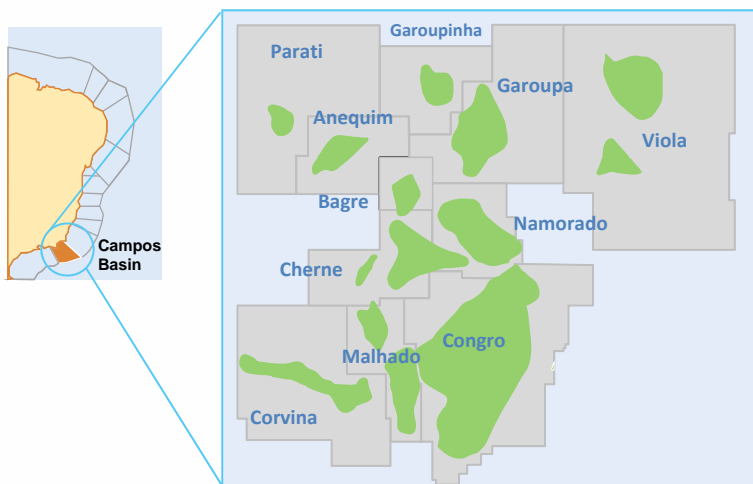 Garoupinha
Parati
Garoupa
Anequim
Viola
Bagre
Namorado
Campos
Basin
Cherne
Malhado
Congro
Corvina